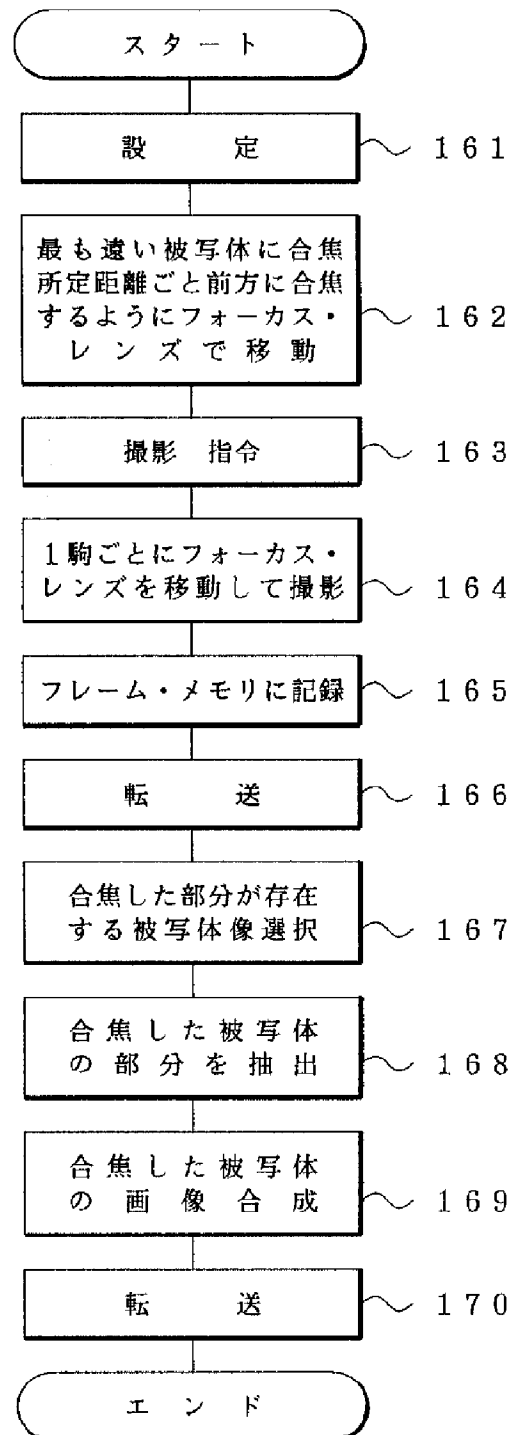 スタート
設定
161
最も遠い被写体に合焦
所定距離ごと前方に合焦
するようにフォーカス・
レンズで移動
162
撮影 指令
163
1駒ごとにフォーカス・
レンズを移動して撮影
164
フレーム・メモリに記録
165
転送
166
合焦した部分が存在
する被写体像選択
167
合焦した被写体
の部分を抽出
168
合焦した被写体
の画像合成
169
転送
170
エンド